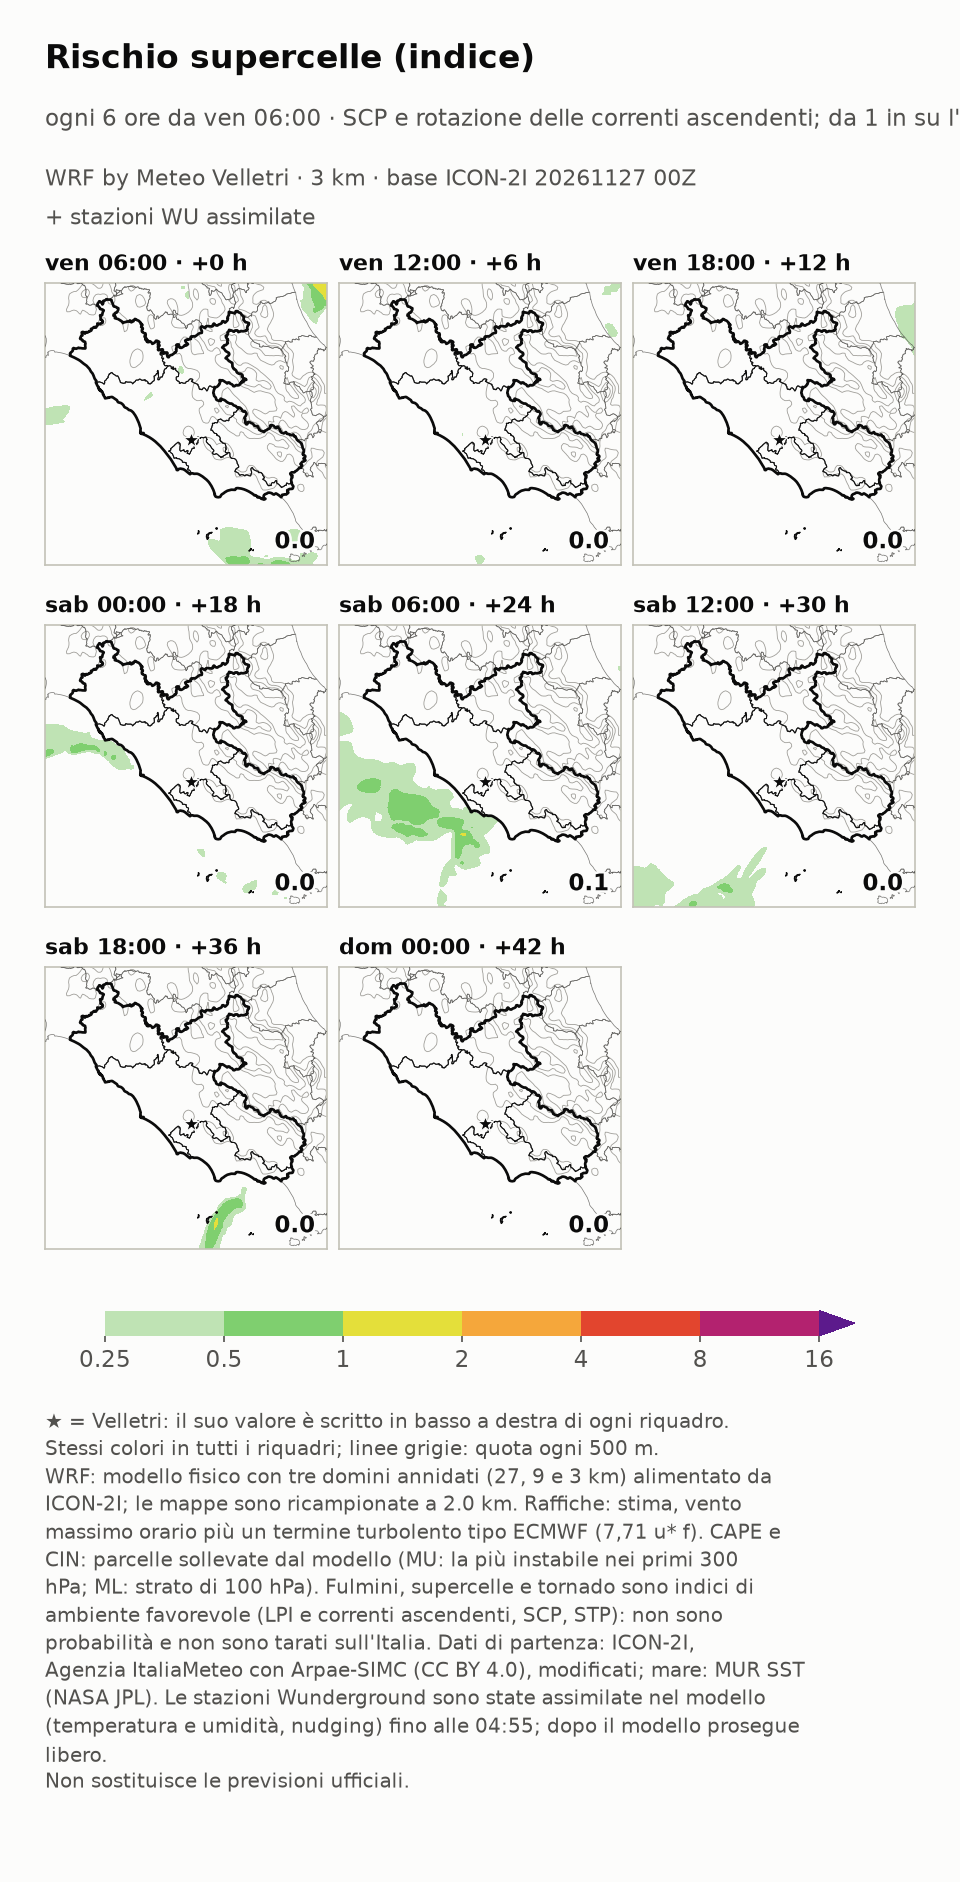 Rischio supercelle (indice)
ogni 6 ore da ven 06:00 · SCP e rotazione delle correnti ascendenti; da 1 in su l'
WRF by Meteo Velletri · 3 km · base ICON-2I 20261127 00Z
+ stazioni WU assimilate
ven 06:00 · +0 h
ven 12:00 · +6 h
ven 18:00 · +12 h
0.0
0.0
0.0
sab 00:00 · +18 h
sab 06:00 · +24 h
sab 12:00 · +30 h
0.0
0.1
0.0
sab 18:00 · +36 h
dom 00:00 · +42 h
0.0
0.0
0.25
0.5
1
2
4
8
16
★ = Velletri: il suo valore è scritto in basso a destra di ogni riquadro.
Stessi colori in tutti i riquadri; linee grigie: quota ogni 500 m.
WRF: modello fisico con tre domini annidati (27, 9 e 3 km) alimentato da
ICON-2I; le mappe sono ricampionate a 2.0 km. Raffiche: stima, vento
massimo orario più un termine turbolento tipo ECMWF (7,71 u* f). CAPE e
CIN: parcelle sollevate dal modello (MU: la più instabile nei primi 300
hPa; ML: strato di 100 hPa). Fulmini, supercelle e tornado sono indici di
ambiente favorevole (LPI e correnti ascendenti, SCP, STP): non sono
probabilità e non sono tarati sull'Italia. Dati di partenza: ICON-2I,
Agenzia ItaliaMeteo con Arpae-SIMC (CC BY 4.0), modificati; mare: MUR SST
(NASA JPL). Le stazioni Wunderground sono state assimilate nel modello
(temperatura e umidità, nudging) fino alle 04:55; dopo il modello prosegue
libero.
Non sostituisce le previsioni ufficiali.